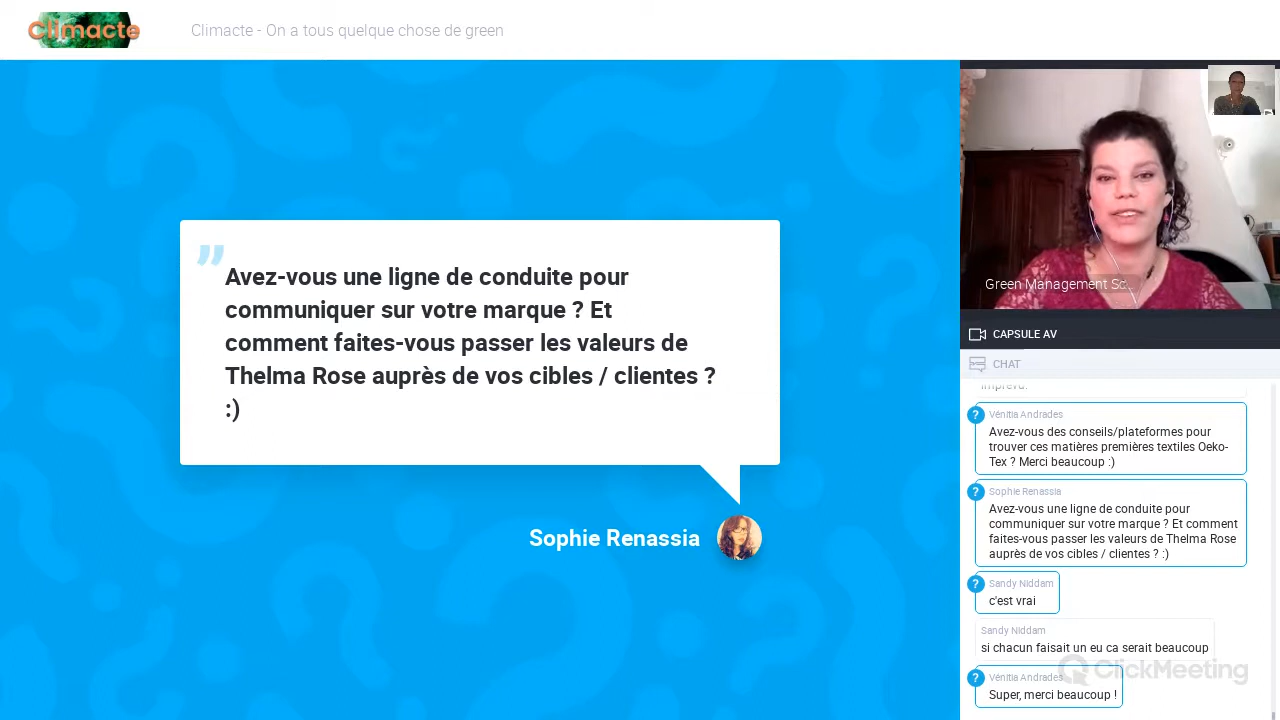 Climacte
Climacte - On a tous quelque chose de green
Avez-vous une ligne de conduite pour
communiquer sur votre marque ? Et
comment faites-vous passer les valeurs de
Thelma Rose auprès de vos cibles / clientes ?
:)
Sophie Renassia
Green Management Sc...
CAPSULE AV
CHAT
imprévu.
Vénitia Andrades
Avez-vous des conseils/plateformes pour
trouver ces matières premières textiles Oeko-
Tex ? Merci beaucoup :)
Sophie Renassia
Avez-vous une ligne de conduite pour
communiquer sur votre marque ? Et comment
faites-vous passer les valeurs de Thelma Rose
auprès de vos cibles / clientes ? :)
Sandy Niddam
c'est vrai
Sandy Niddam
si chacun faisait un eu ca serait beaucoup
ClickMeeting
Vénitia Andrades
Super, merci beaucoup !